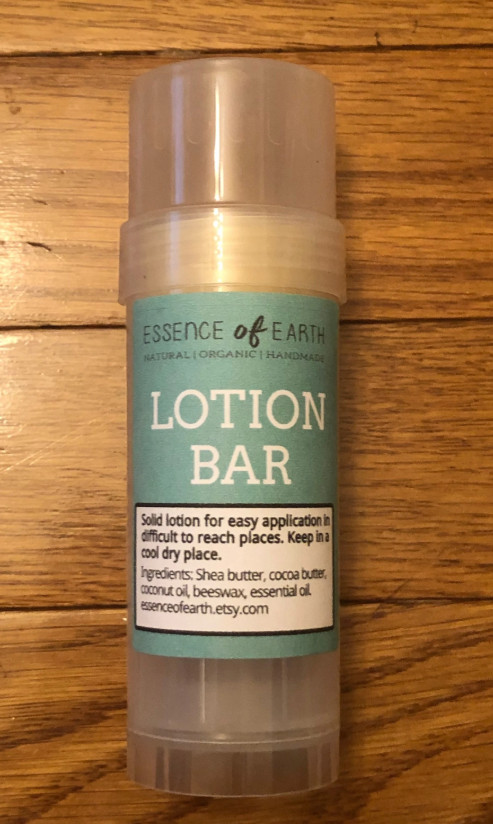 ESSENCE of EARTH
NATURAL | ORGANIC | HANDMADE
LOTION
BAR
Solid lotion for easy application in
difficult to reach places. Keep in a
cool dry place.
Ingredients: Shea butter, cocoa butter,
coconut oil, beeswax, essential oil.
essenceofearth.etsy.com